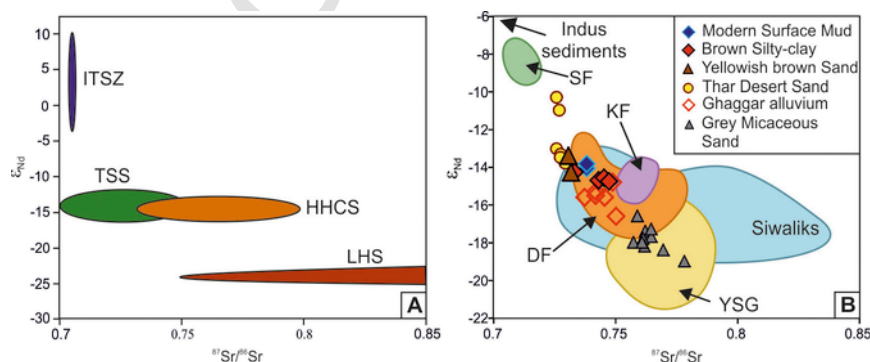 10
5
0
-5
-10
-15
-20
-25
-30
εNd
ITSZ
TSS
HHCS
LHS
A
0.7
0.75
0.8
0.85
87Sr/86Sr
-6
-8
-10
-12
-14
-16
-18
-20
-22
εNd
Indus
sediments
SF
KF
DF
Siwaliks
YSG
Modern Surface Mud
Brown Silty-clay
Yellowish brown Sand
Thar Desert Sand
Ghaggar alluvium
Grey Micaceous
Sand
B
0.7
0.75
0.8
0.85
87Sr/86Sr